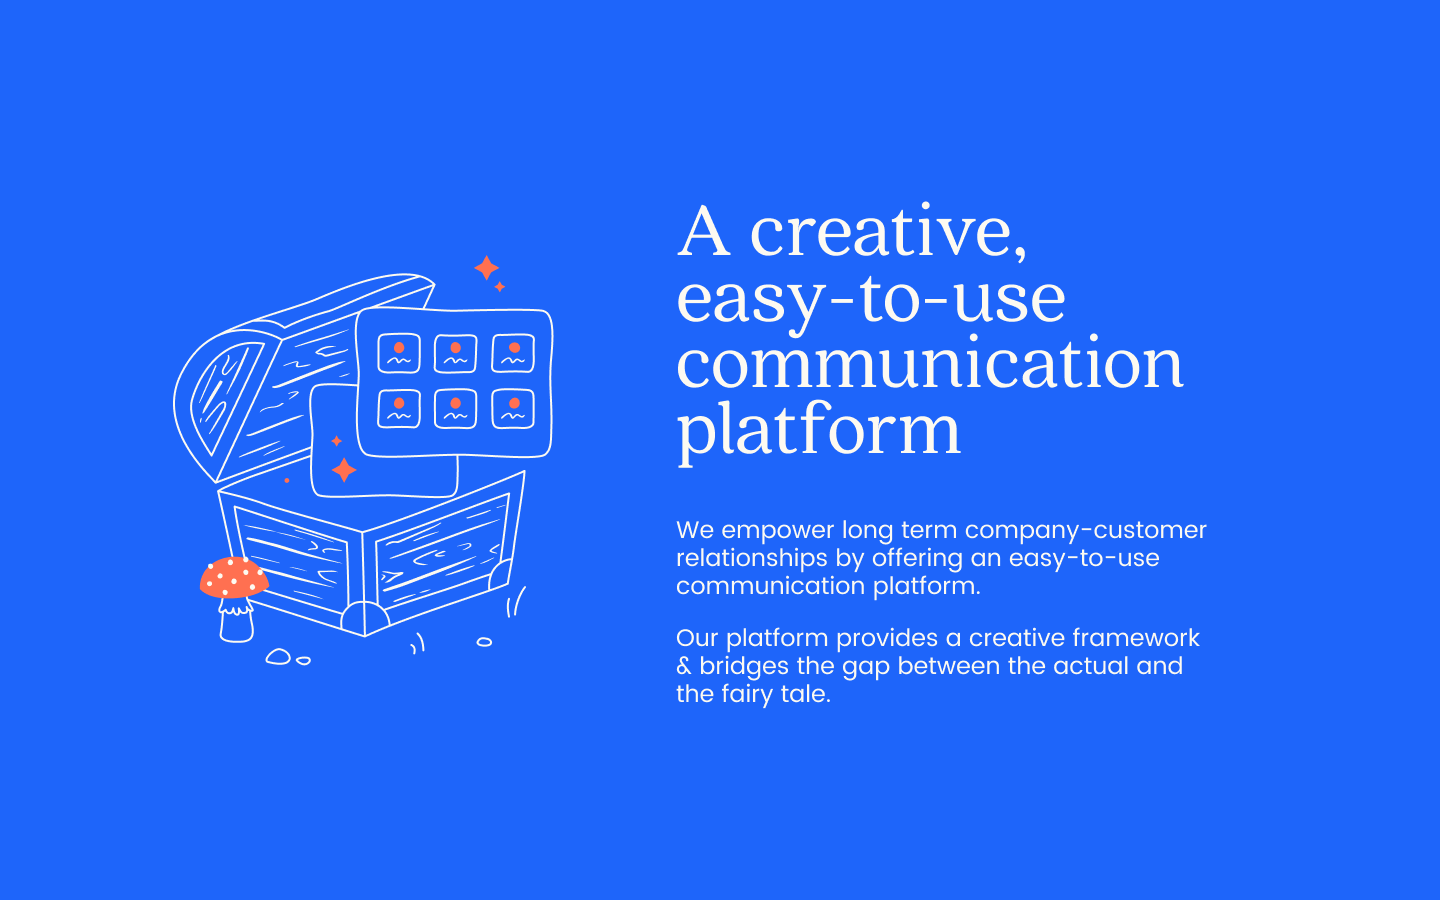 A creative,
easy-to-use
communication
platform
We empower long term company-customer
relationships by offering an easy-to-use
communication platform.
Our platform provides a creative framework
& bridges the gap between the actual and
the fairy tale.